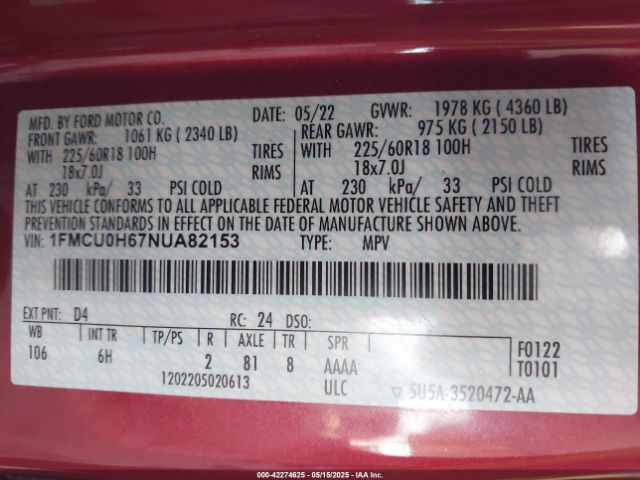 MFD. BY FORD MOTOR CO. DATE: 05/22 GVWR: 1978 KG ( 4360 LB)
FRONT GAWR: 1061 KG ( 2340 LB) REAR GAWR: 975 KG ( 2150 LB)
WITH 225/60R18 100H TIRES WITH 225/60R18 100H TIRES
18x7.0J RIMS 18x7.0J RIMS
AT 230 kPa/ 33 PSI COLD AT 230 kPa/ 33 PSI COLD
THIS VEHICLE CONFORMS TO ALL APPLICABLE FEDERAL MOTOR VEHICLE SAFETY AND THEFT
PREVENTION STANDARDS IN EFFECT ON THE DATE OF MANUFACTURE SHOWN ABOVE.
VIN: 1FMCU0H67NUA82153 TYPE: MPV
EXT PNT: D4 RC: 24 DSO:
WB INT TR TP/PS R AXLE TR SPR
106 6H 2 81 8 AAAA
F0122
T0101
1202205020613 ULC ▽ 5U5A-3520472-AA
© COPART 42274625 - 05/15/2025 - IAA Inc.